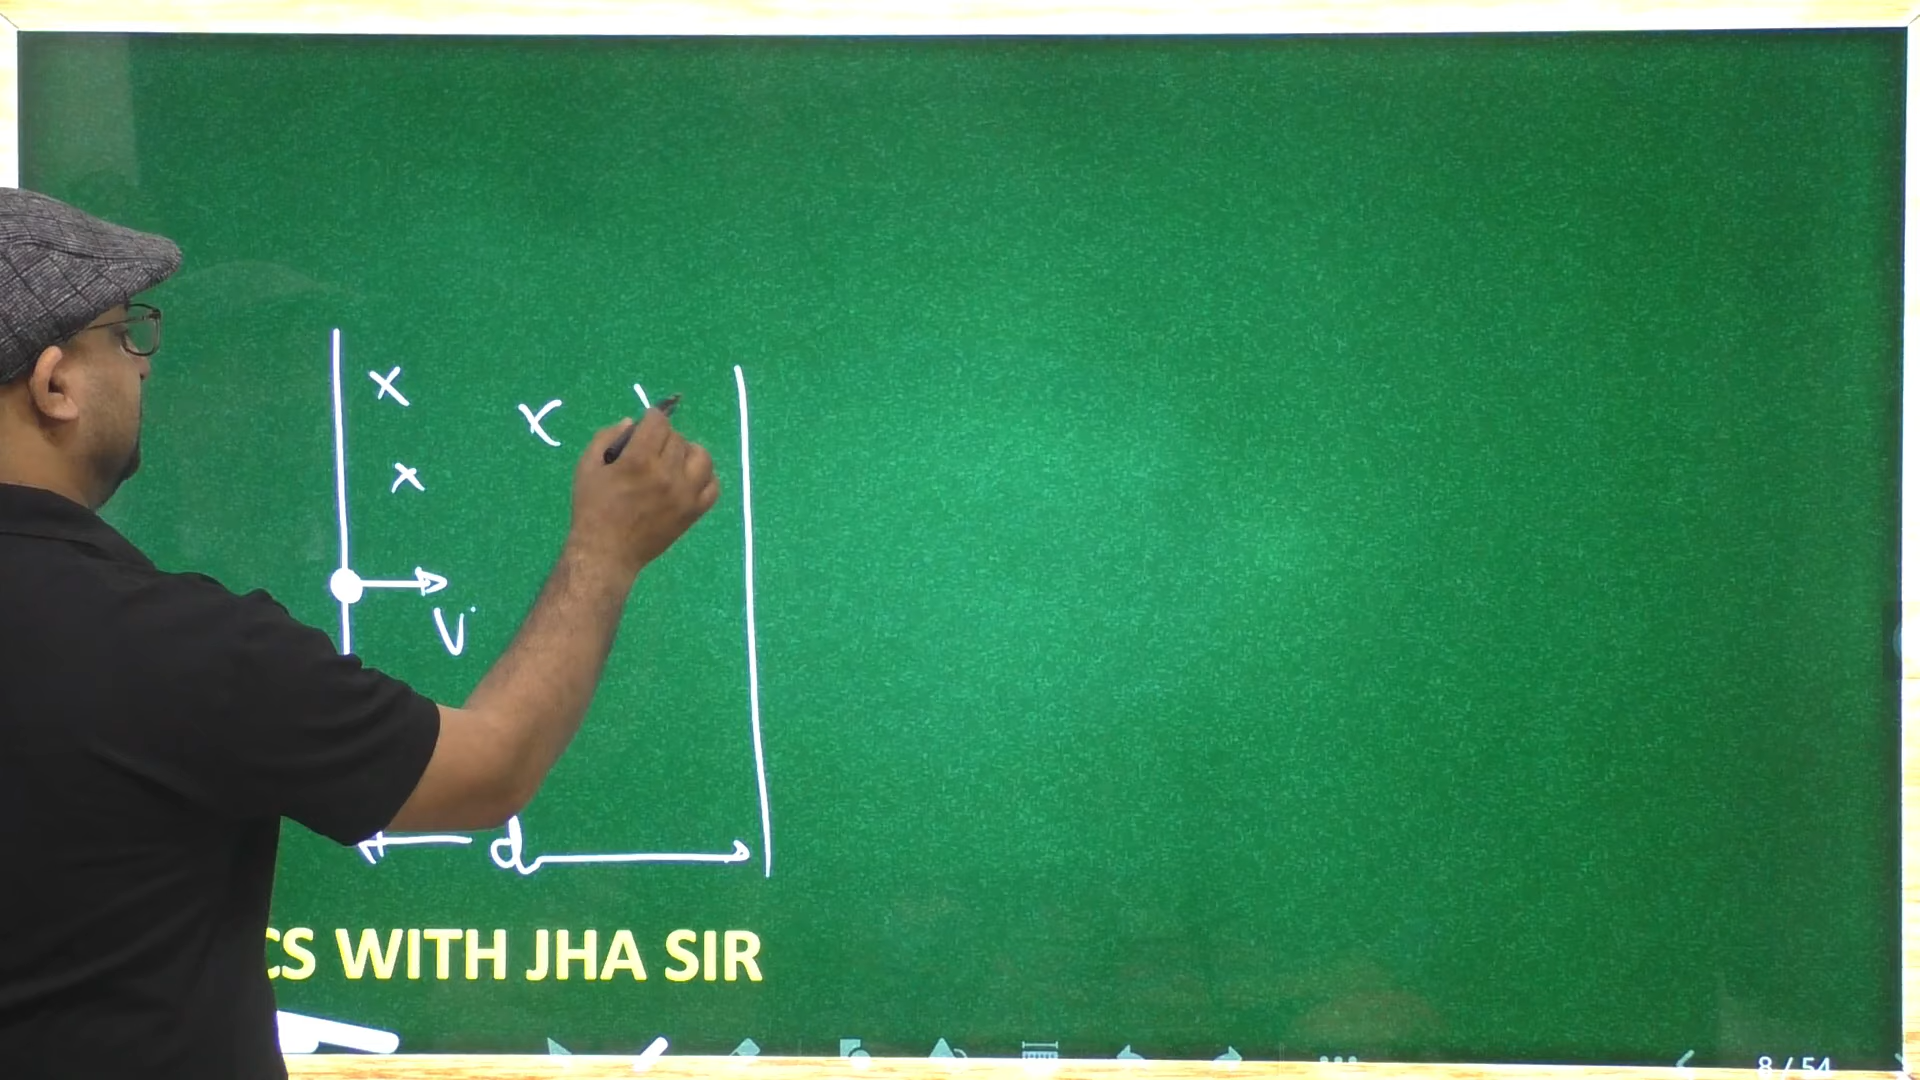 x x
x
V
d
CS WITH JHA SIR
8 / 54